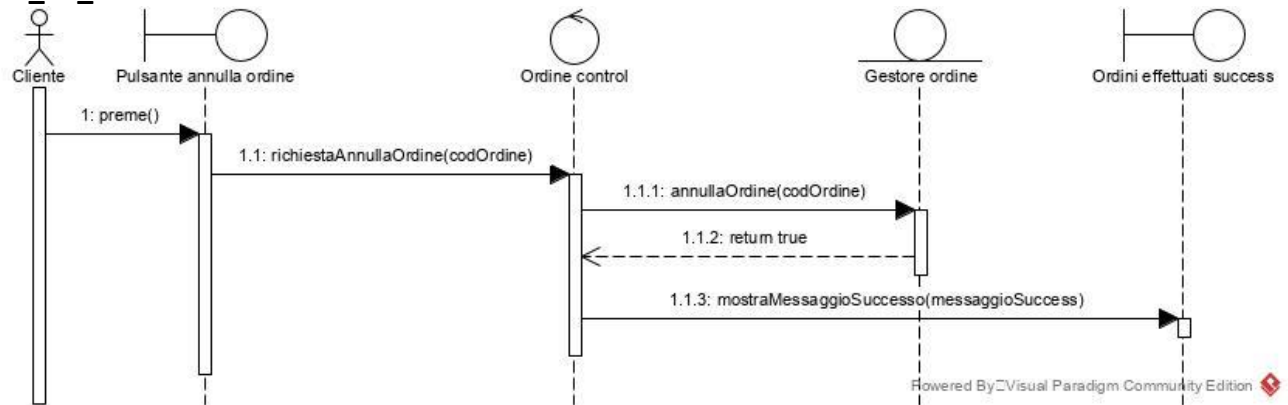 Cliente
Pulsante annulla ordine
Ordine control
Gestore ordine
Ordini effettuati success
1: preme()
1.1: richiestaAnnullaOrdine(codOrdine)
1.1.1: annullaOrdine(codOrdine)
1.1.2: return true
1.1.3: mostraMessaggioSuccesso(messaggioSuccess)
Powered By Visual Paradigm Community Edition